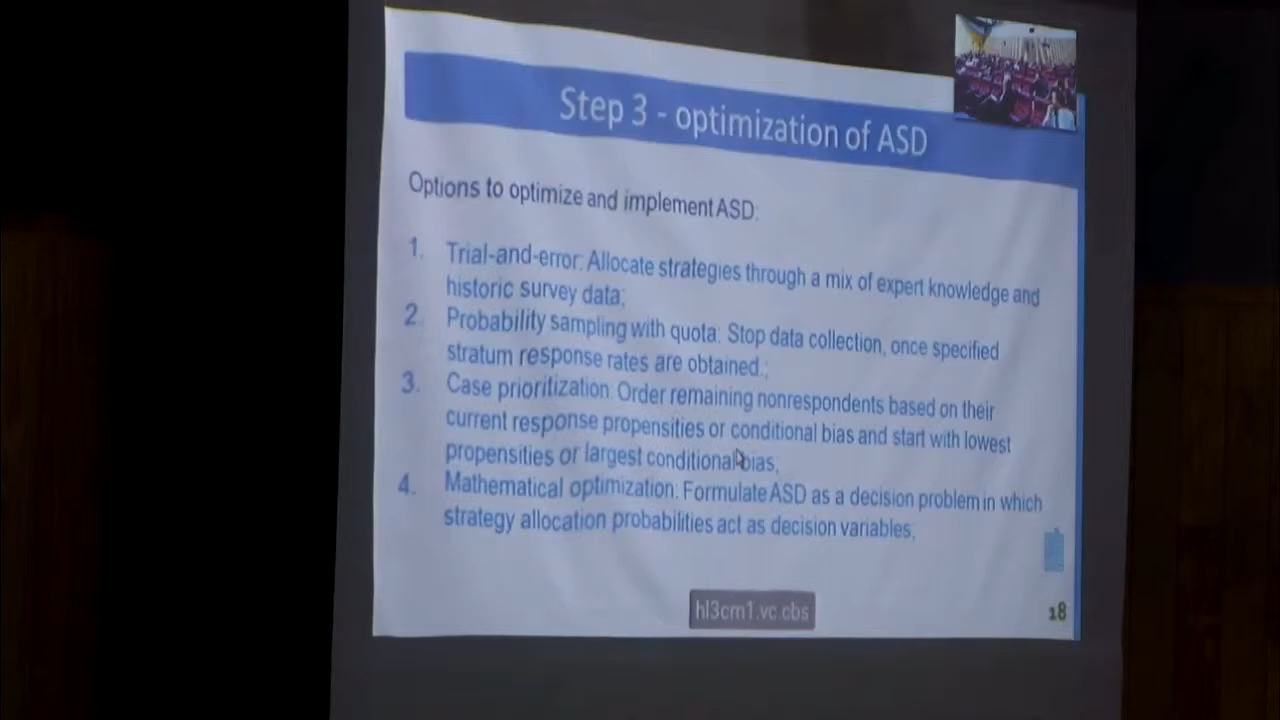 Step 3 - optimization of ASD
Options to optimize and implement ASD:
1. Trial-and-error: Allocate strategies through a mix of expert knowledge and
historic survey data;
2. Probability sampling with quota: Stop data collection, once specified
stratum response rates are obtained.;
3. Case prioritization: Order remaining nonrespondents based on their
current response propensities or conditional bias and start with lowest
propensities or largest conditional bias;
4. Mathematical optimization: Formulate ASD as a decision problem in which
strategy allocation probabilities act as decision variables;
hl3cm1.vc.cbs
18